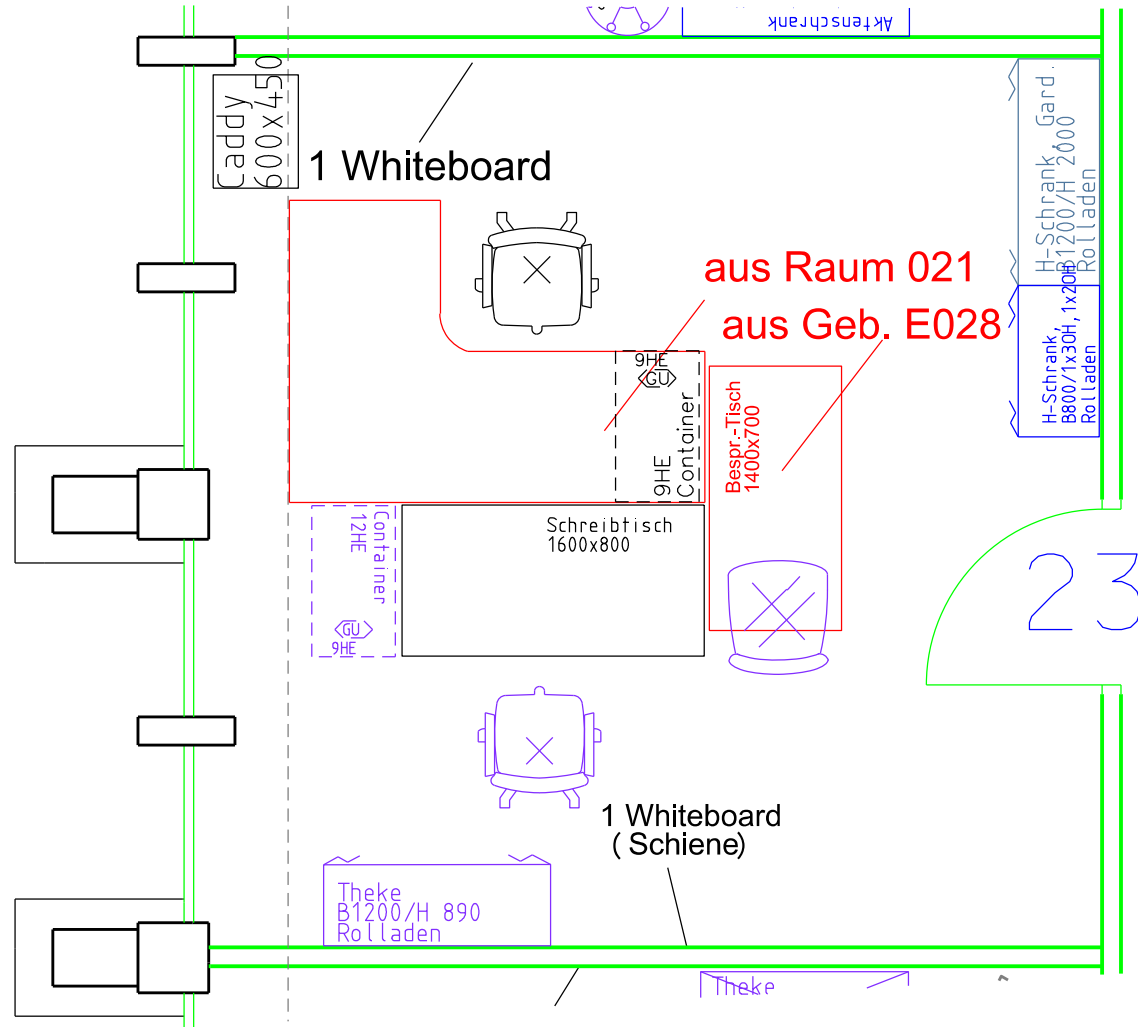 Aktenschrank
Caddy
600x450
1 Whiteboard
H-Schrank, Gard.
B1200/H 2000
Rolladen
aus Raum 021
aus Geb. E028
H-Schrank,
B800/1x3OH,1x2OH
Rolladen
9HE
GU
9HE
Container
Bespr.-Tisch
1400x700
Container
12HE
GU
9HE
Schreibtisch
1600x800
23
1 Whiteboard
( Schiene)
Theke
B1200/H 890
Rolladen
Theke